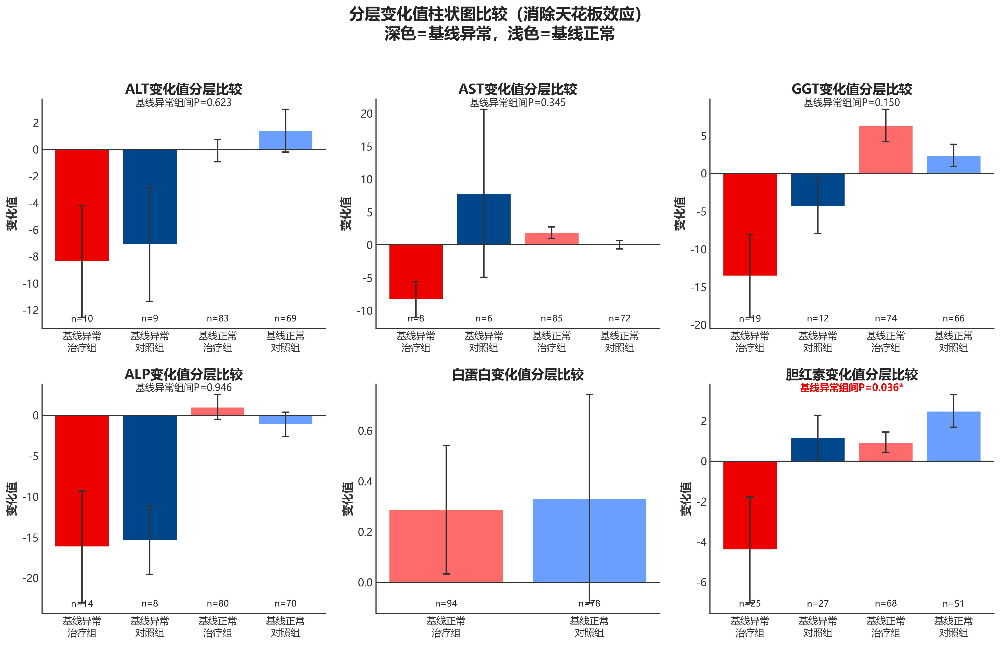 分层变化值柱状图比较（消除天花板效应）
深色=基线异常，浅色=基线正常
ALT变化值分层比较
基线异常组间P=0.623
变化值
2
0
-2
-4
-6
-8
-10
-12
n=10
n=9
n=83
n=69
基线异常
治疗组
基线异常
对照组
基线正常
治疗组
基线正常
对照组
AST变化值分层比较
基线异常组间P=0.345
变化值
20
15
10
5
0
-5
-10
n=8
n=6
n=85
n=72
基线异常
治疗组
基线异常
对照组
基线正常
治疗组
基线正常
对照组
GGT变化值分层比较
基线异常组间P=0.150
变化值
5
0
-5
-10
-15
-20
n=19
n=12
n=74
n=66
基线异常
治疗组
基线异常
对照组
基线正常
治疗组
基线正常
对照组
ALP变化值分层比较
基线异常组间P=0.946
变化值
0
-5
-10
-15
-20
n=14
n=8
n=80
n=70
基线异常
治疗组
基线异常
对照组
基线正常
治疗组
基线正常
对照组
白蛋白变化值分层比较
变化值
0.6
0.4
0.2
0.0
n=94
n=78
基线正常
治疗组
基线正常
对照组
胆红素变化值分层比较
基线异常组间P=0.036*
变化值
2
0
-2
-4
-6
n=25
n=27
n=68
n=51
基线异常
治疗组
基线异常
对照组
基线正常
治疗组
基线正常
对照组